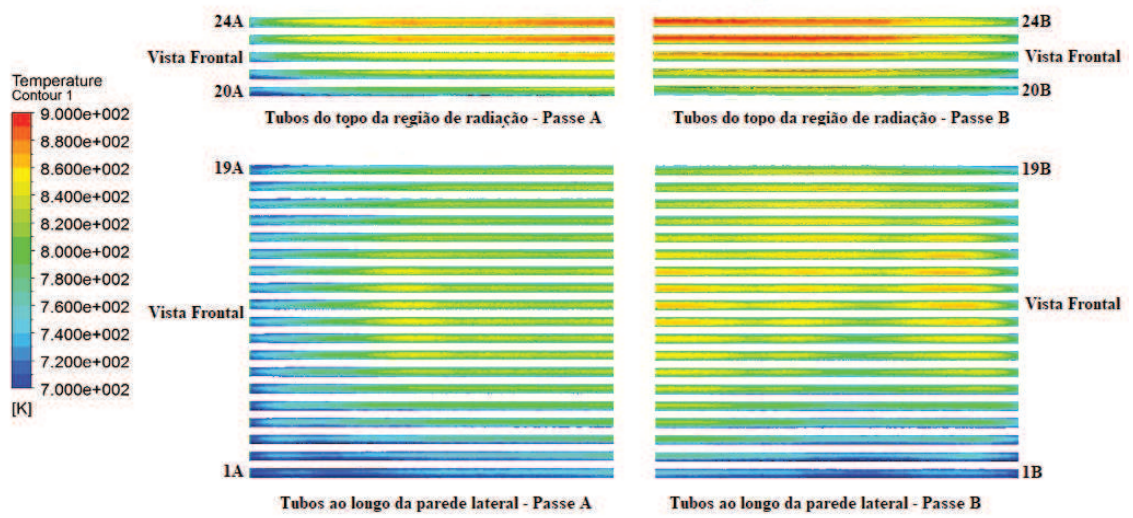 24A
Vista Frontal
20A
Tubos do topo da região de radiação - Passe A
24B
Vista Frontal
20B
Tubos do topo da região de radiação - Passe B
Temperature
Contour 1
9.000e+002
8.800e+002
8.600e+002
8.400e+002
8.200e+002
8.000e+002
7.800e+002
7.600e+002
7.400e+002
7.200e+002
7.000e+002
[K]
19A
Vista Frontal
1A
Tubos ao longo da parede lateral - Passe A
19B
Vista Frontal
1B
Tubos ao longo da parede lateral - Passe B